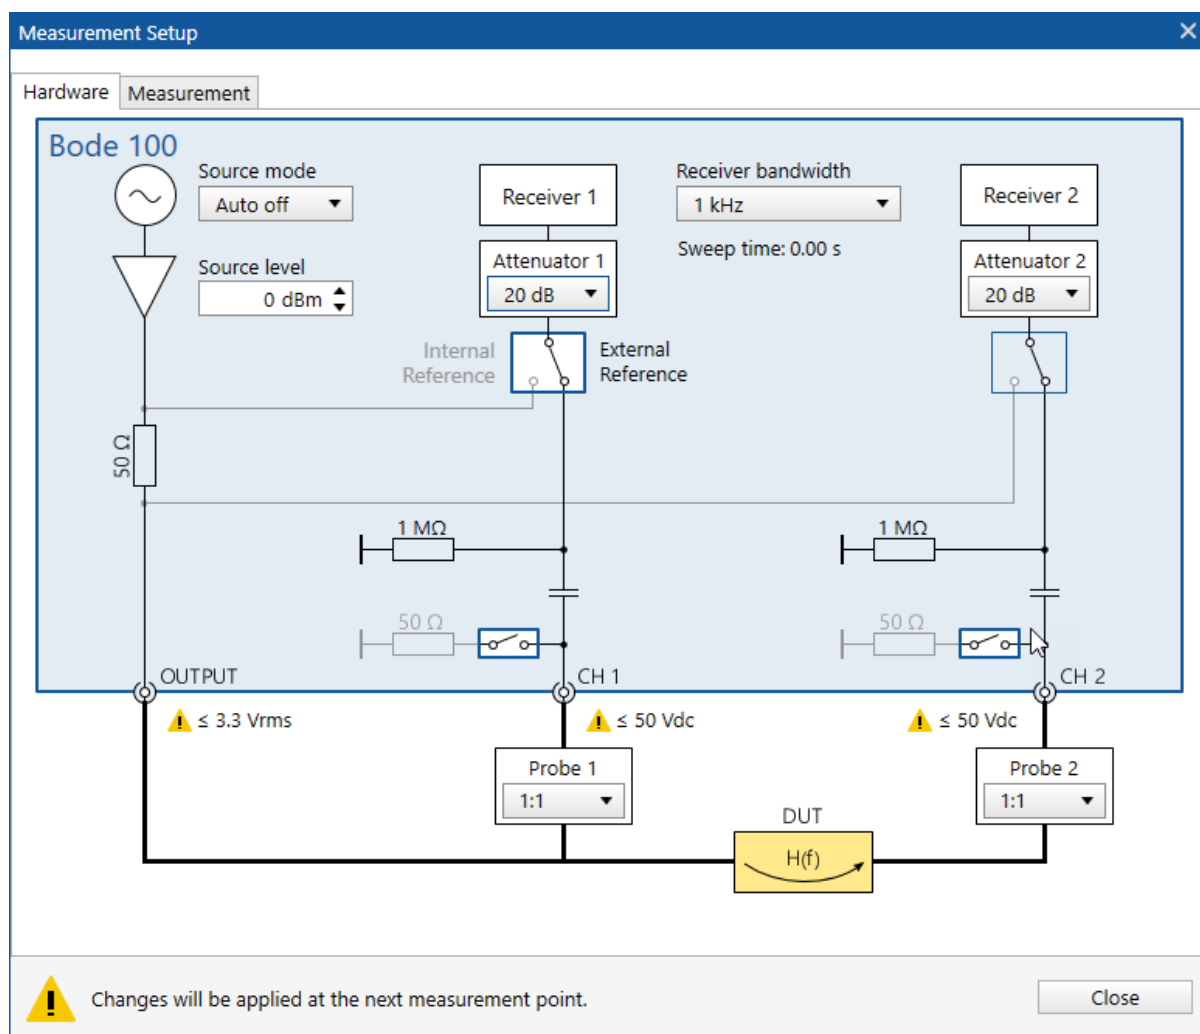 Measurement Setup
Hardware
Measurement
Bode 100
Source mode
Auto off
Source level
0 dBm
Receiver 1
Attenuator 1
20 dB
Receiver bandwidth
1 kHz
Sweep time: 0.00 s
Receiver 2
Attenuator 2
20 dB
Internal
Reference
External
Reference
50 Ω
1 MΩ
1 MΩ
50 Ω
50 Ω
OUTPUT
CH 1
CH 2
≤ 3.3 Vrms
≤ 50 Vdc
≤ 50 Vdc
Probe 1
1:1
Probe 2
1:1
DUT
H(f)
Changes will be applied at the next measurement point.
Close